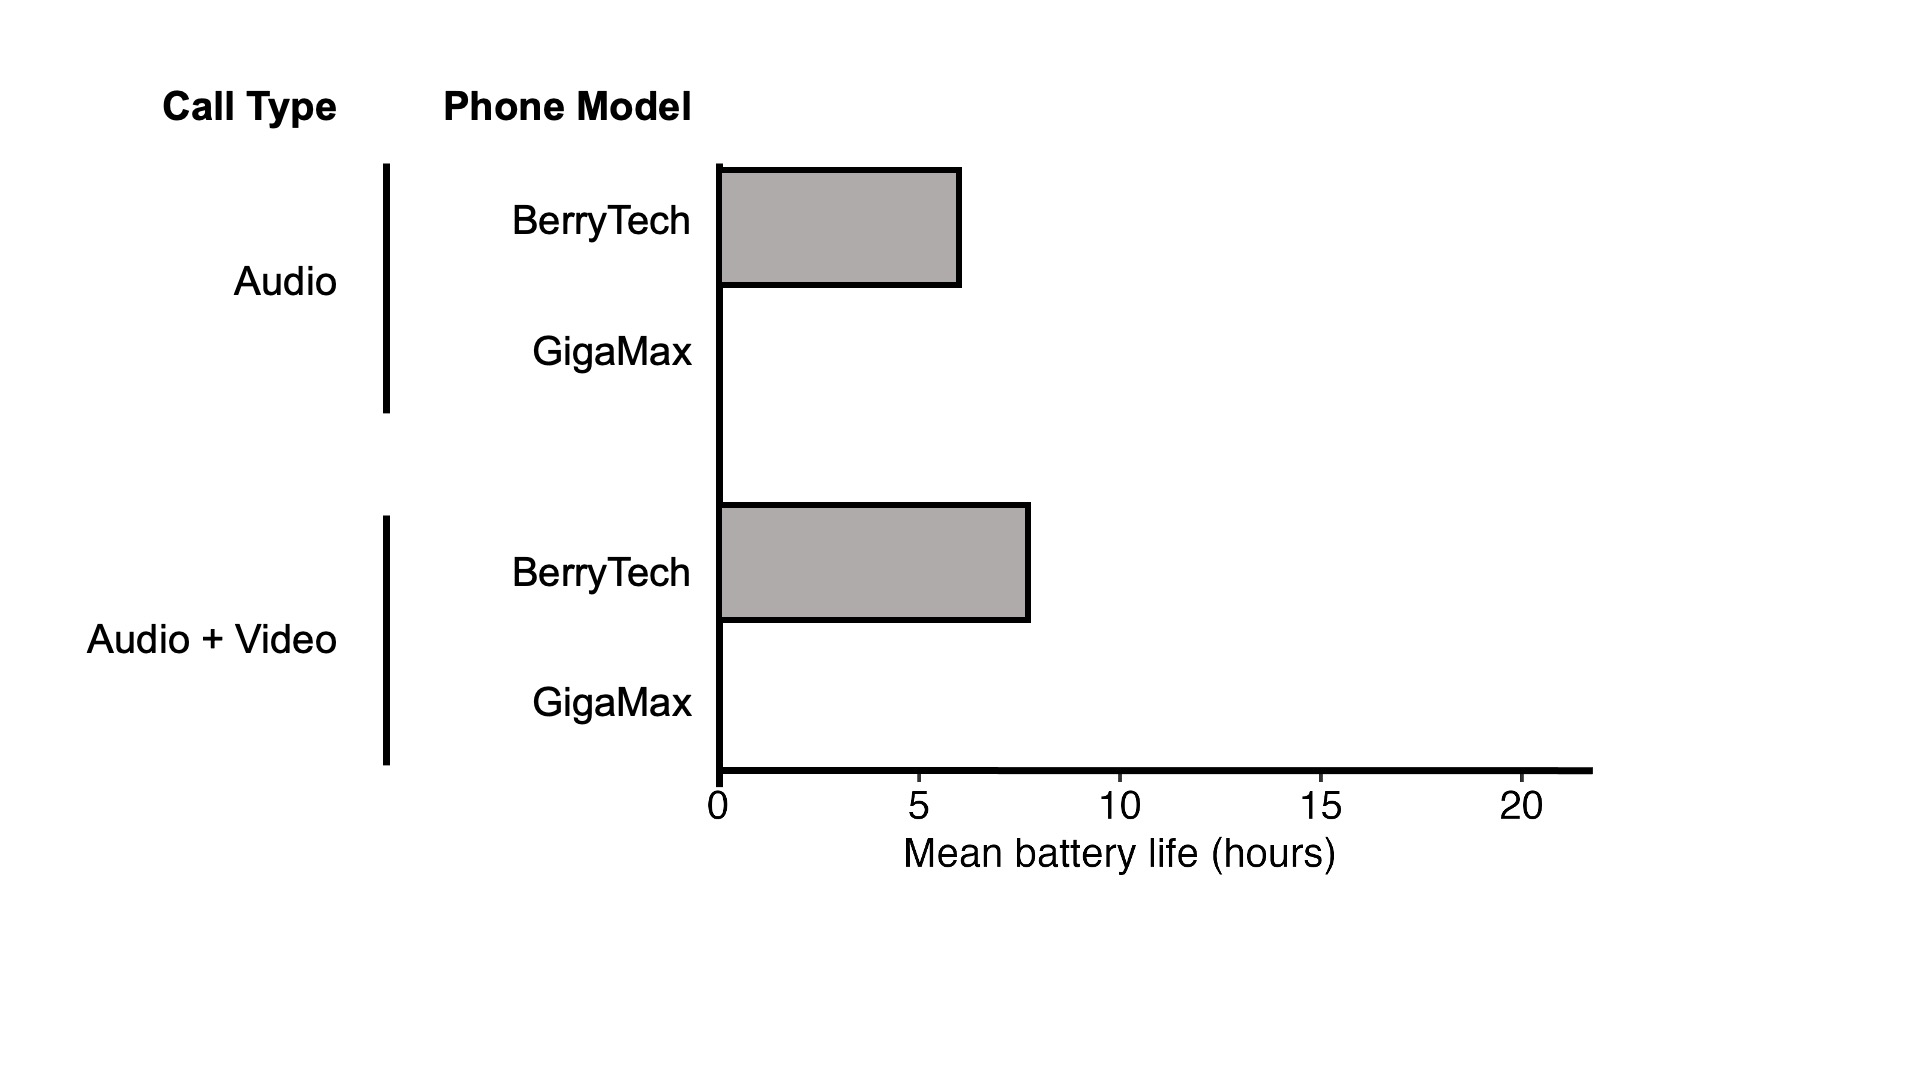 Call Type
Phone Model
Audio
BerryTech
GigaMax
Audio + Video
BerryTech
GigaMax
0 5 10 15 20
Mean battery life (hours)